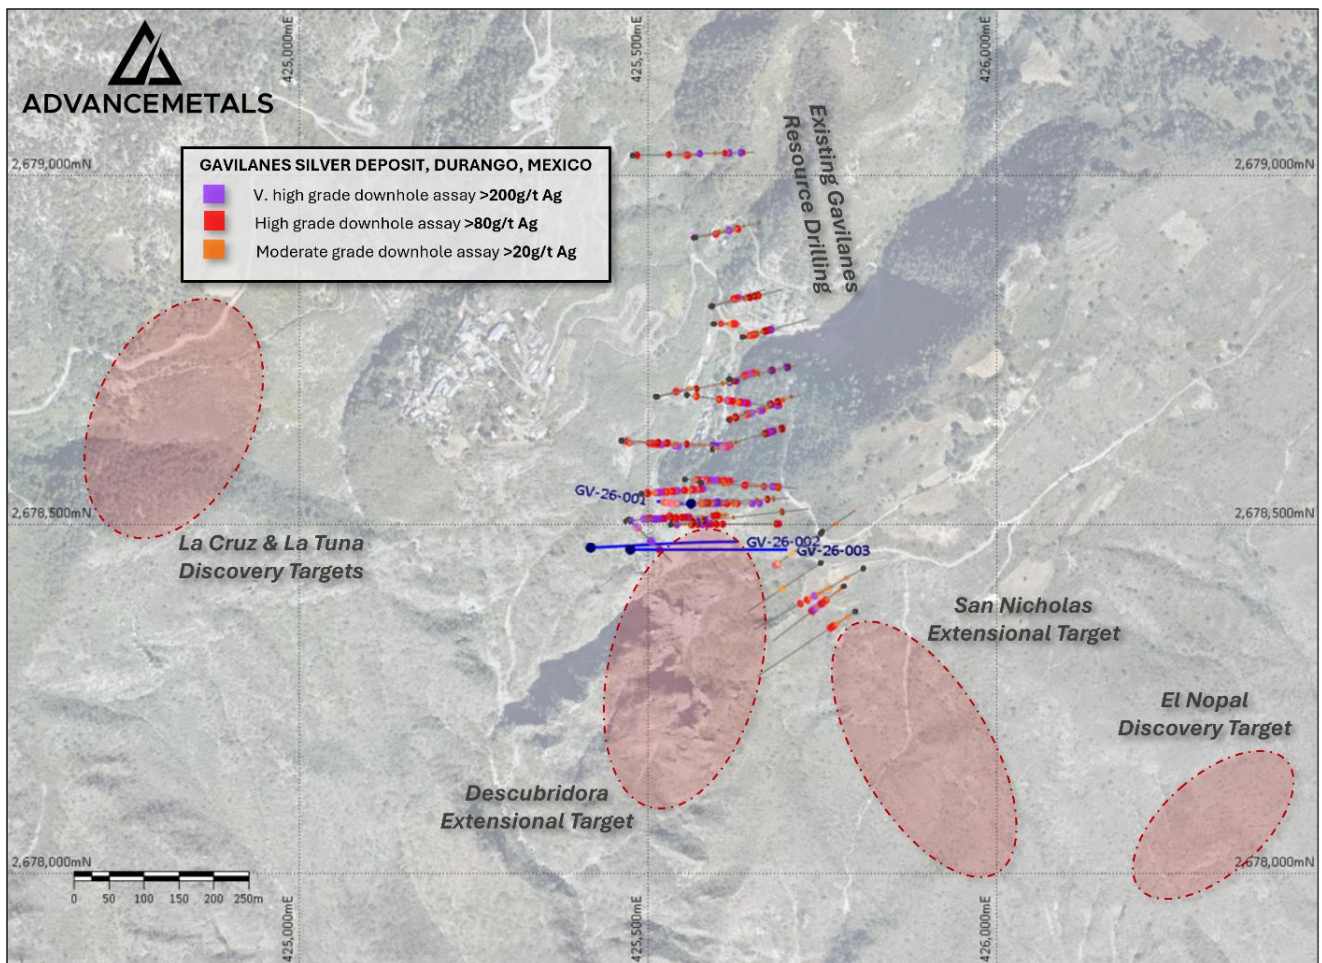 425,000mE
425,500mE
426,000mE
ADVANCEMETALS
2,679,000mN
2,679,000mN
GAVILANES SILVER DEPOSIT, DURANGO, MEXICO
V. high grade downhole assay >200g/t Ag
High grade downhole assay >80g/t Ag
Moderate grade downhole assay >20g/t Ag
Existing Gavilanes
Resource Drilling
GV-26-001
2,678,500mN
2,678,500mN
GV-26-002
GV-26-003
La Cruz & La Tuna
Discovery Targets
San Nicholas
Extensional Target
El Nopal
Discovery Target
Descubridora
Extensional Target
2,678,000mN
2,678,000mN
0 50 100 150 200 250m
425,000mE
425,500mE
426,000mE